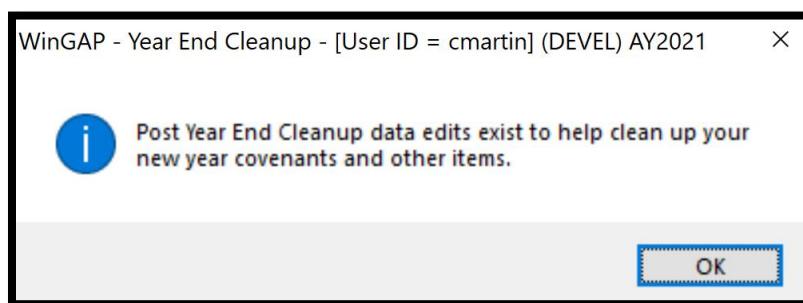 WinGAP - Year End Cleanup - [User ID = cmartin] (DEVEL) AY2021
Post Year End Cleanup data edits exist to help clean up your
new year covenants and other items.
OK